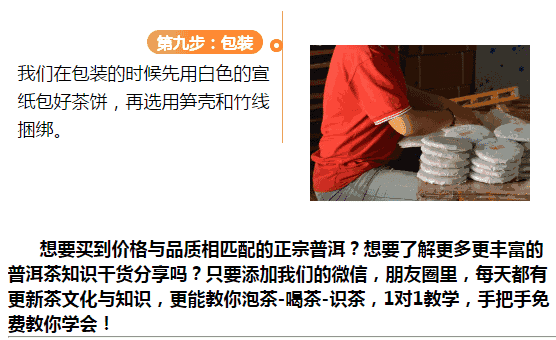 第九步：包装
我们在包装的时候先用白色的宣
纸包好茶饼，再选用笋壳和竹线
捆绑。
想要买到价格与品质相匹配的正宗普洱？想要了解更多更丰富的
普洱茶知识干货分享吗？只要添加我们的微信，朋友圈里，每天都有
更新茶文化与知识，更能教你泡茶-喝茶-识茶，1对1教学，手把手免
费教你学会！